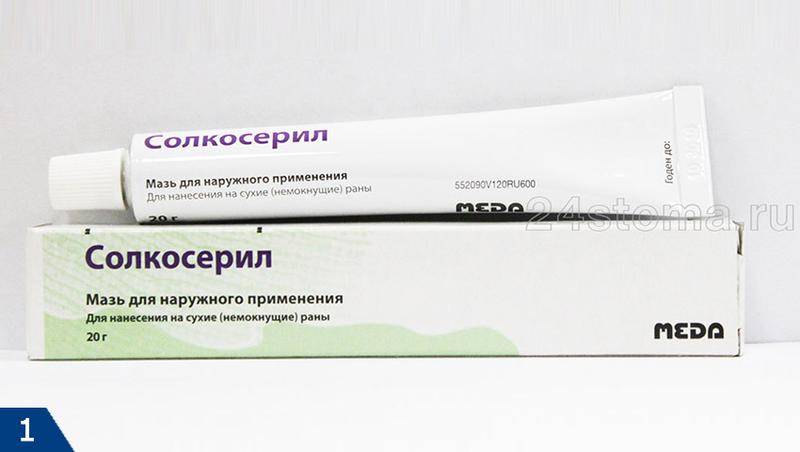 Солкосерил
Мазь для наружного применения
Для нанесения на сухие (немокнущие) раны
20 г
552090V120RU600
MEDA
Годен до:
24stoma.ru
Солкосерил
Мазь для наружного применения
Для нанесения на сухие (немокнущие) раны
20 г
MEDA
1